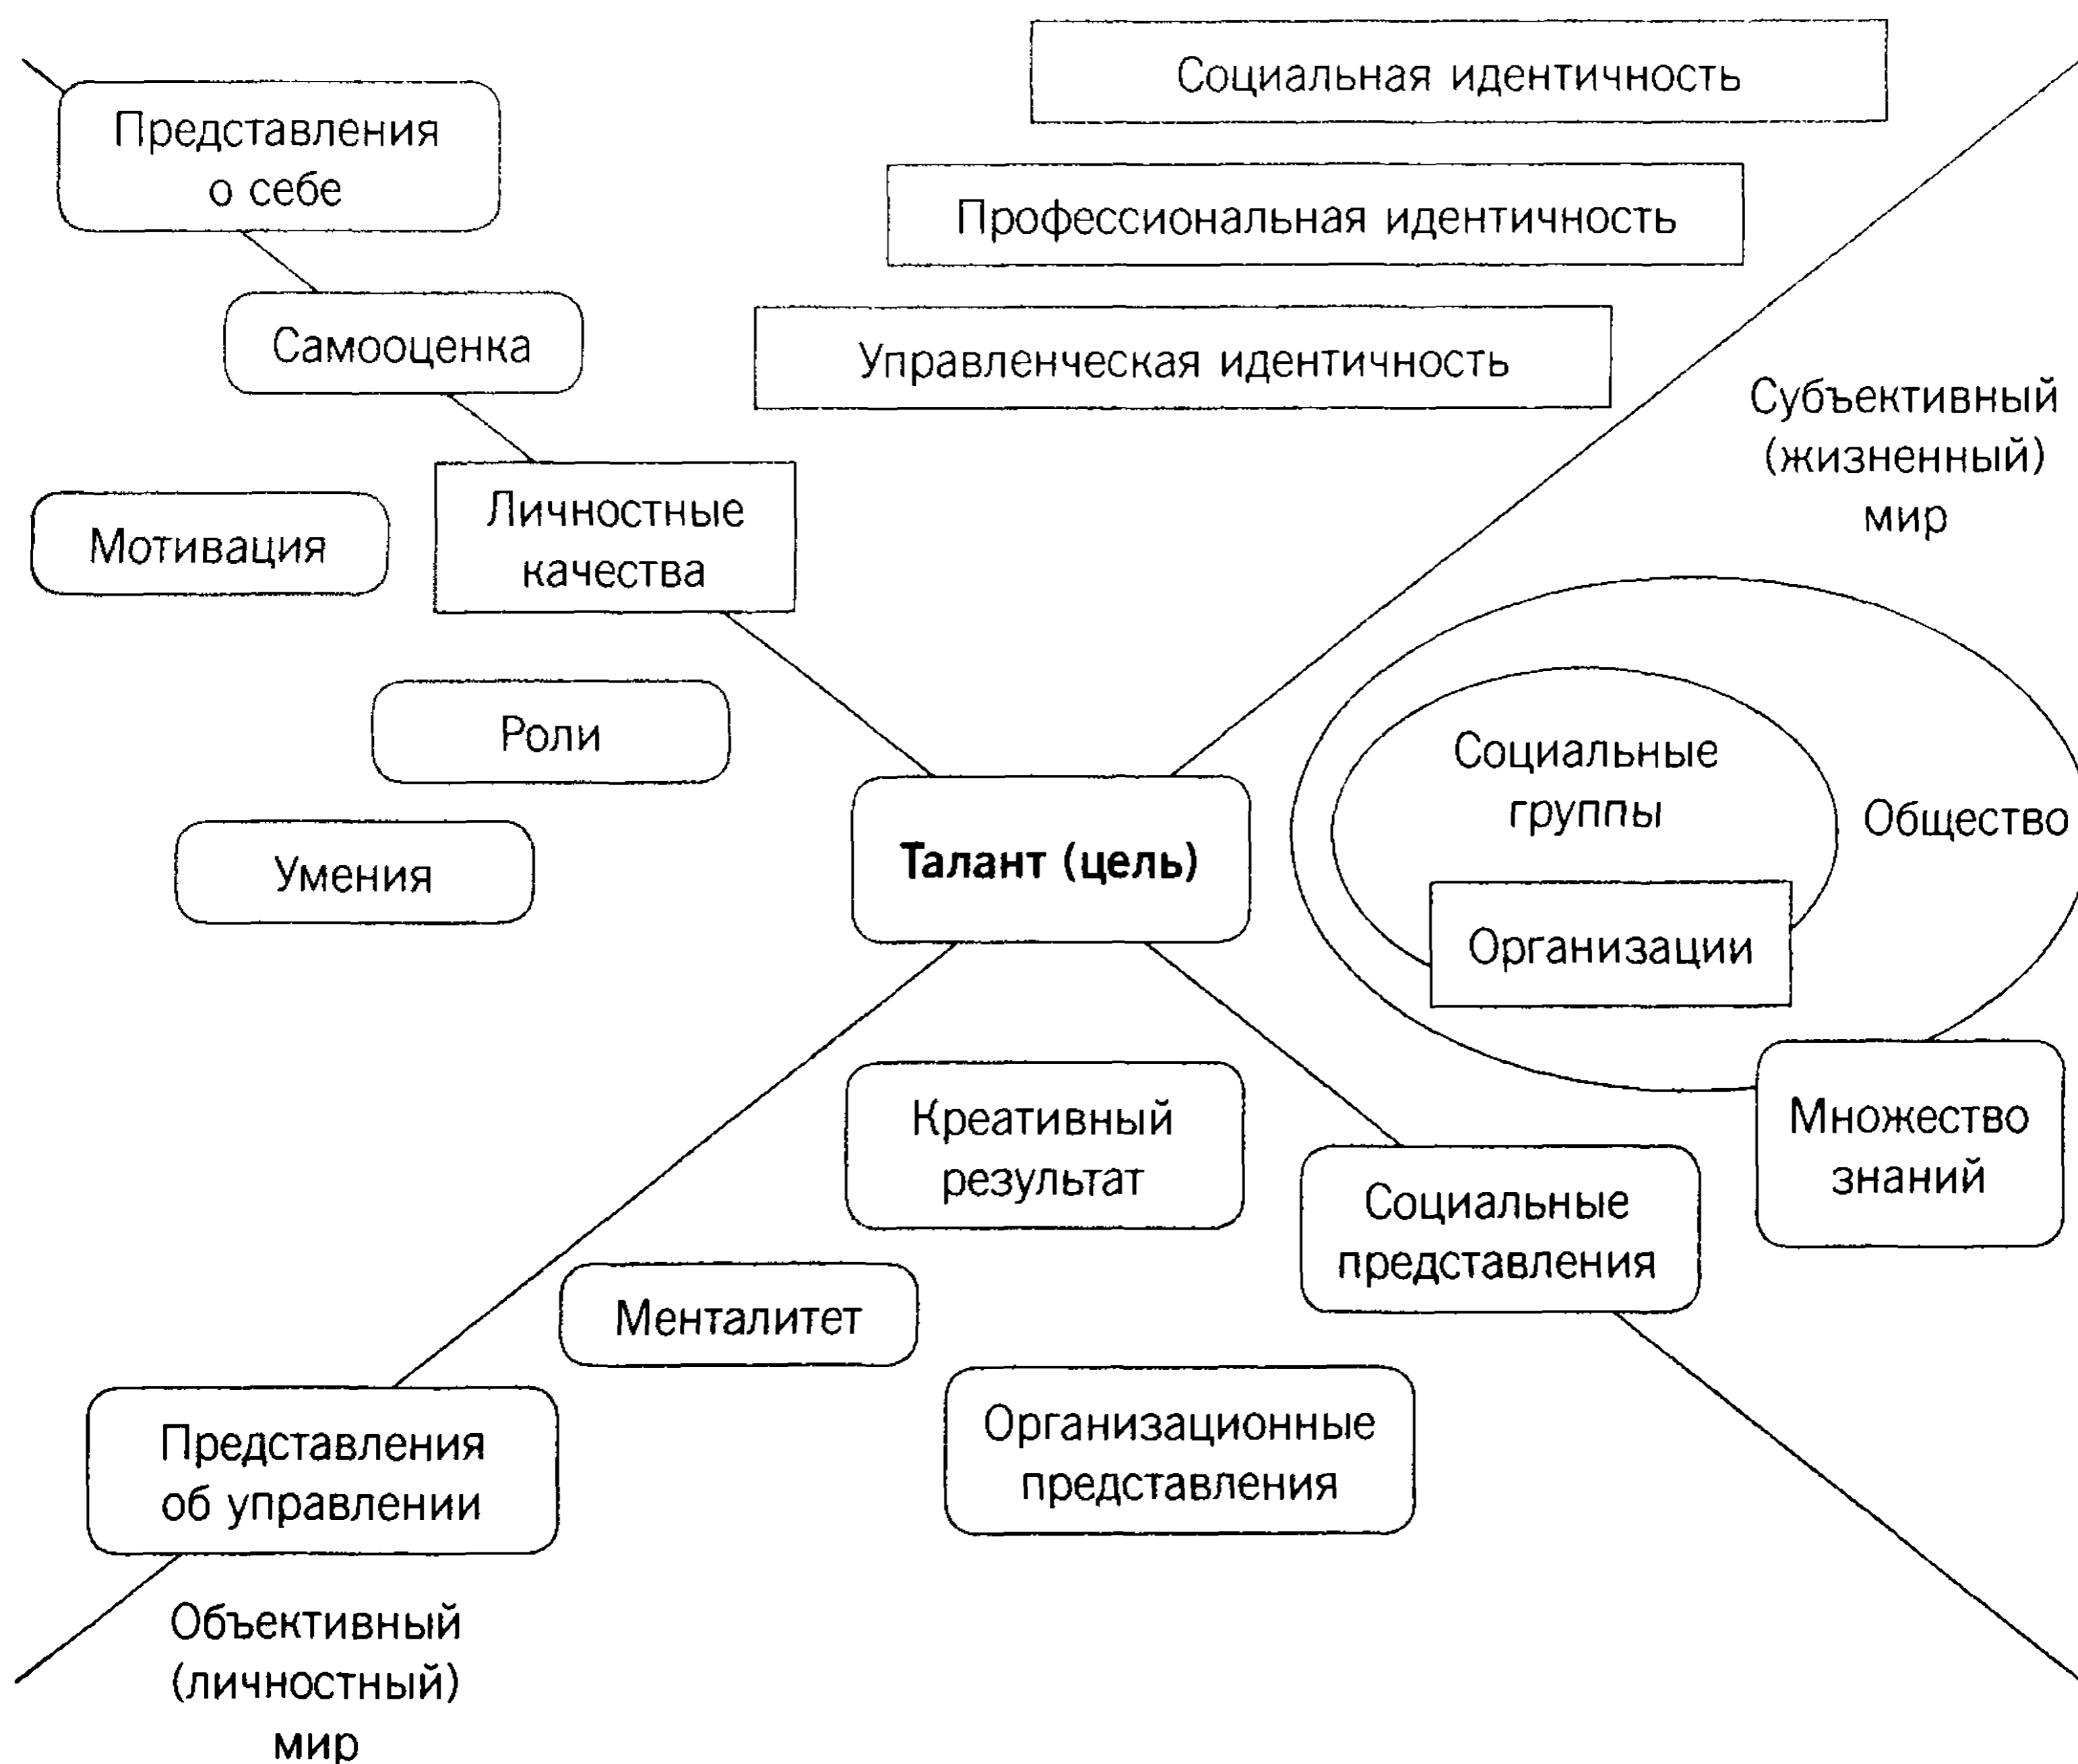 Социальная идентичность
Представления
о себе
Профессиональная идентичность
Самооценка
Управленческая идентичность
Субъективный
(жизненный)
мир
Мотивация
Личностные
качества
Роли
Социальные
группы
Общество
Умения
Талант (цель)
Организации
Креативный
результат
Множество
знаний
Социальные
представления
Менталитет
Организационные
представления
Представления
об управлении
Объективный
(личностный)
мир